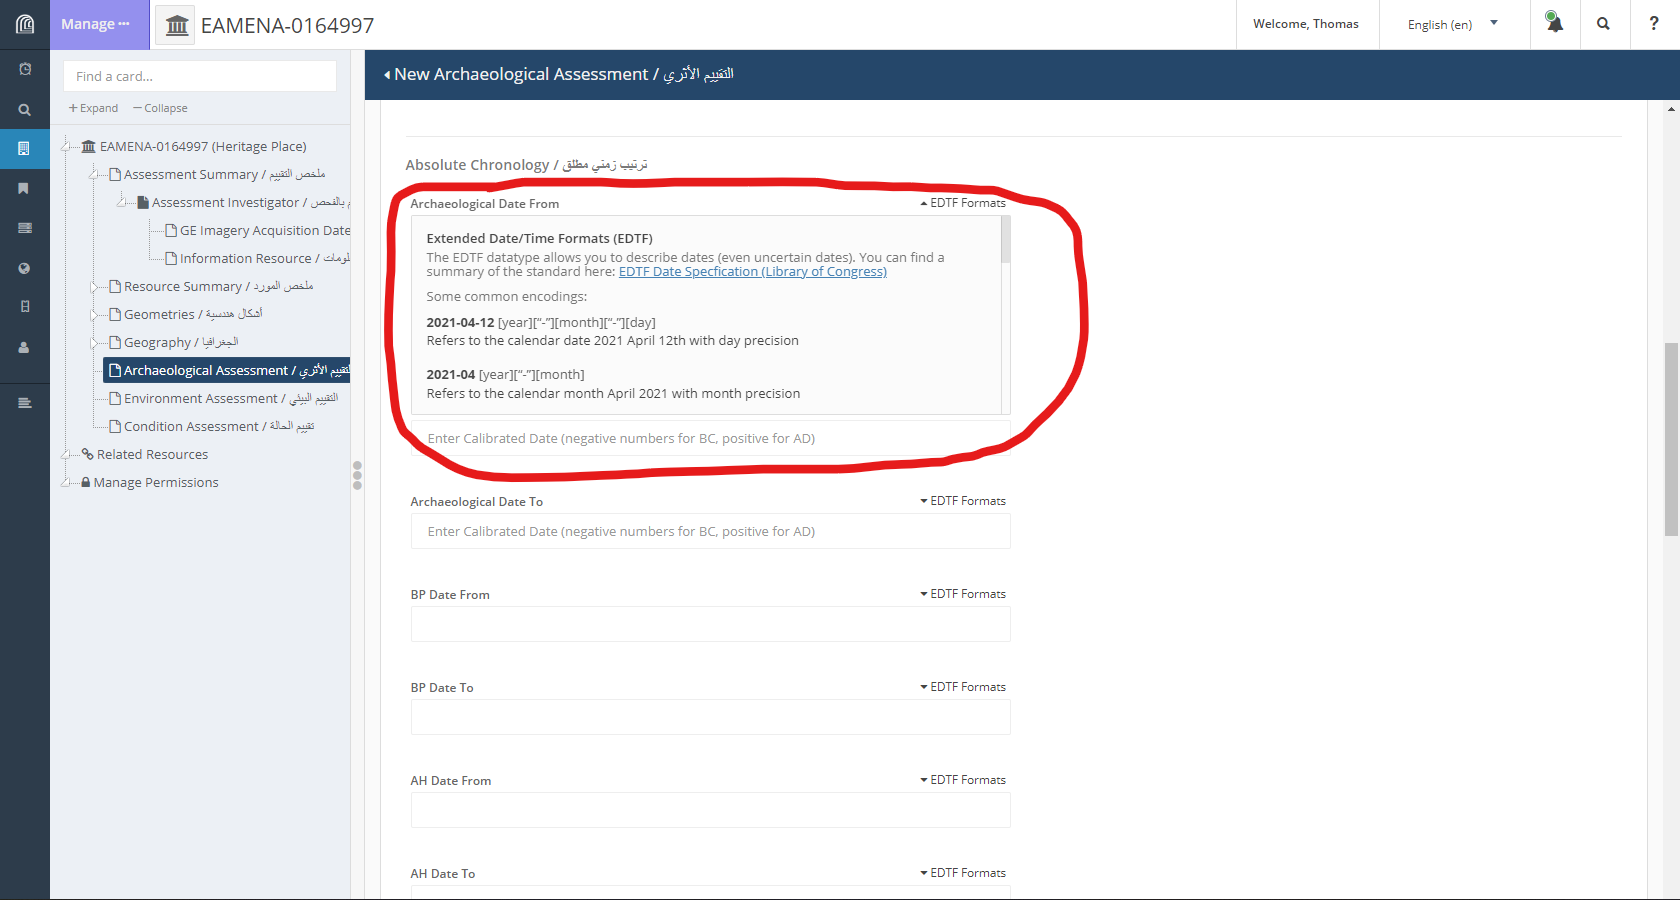 Manage
EAMENA-0164997
Welcome, Thomas
English (en)
?
Find a card...
+ Expand − Collapse
EAMENA-0164997 (Heritage Place)
Assessment Summary / ملخص التقييم
Assessment Investigator / م بالفحص
GE Imagery Acquisition Date
Information Resource /
Resource Summary / ملخص المورد
Geometries / أشكال هندسية
Geography / الجغرافيا
Archaeological Assessment / التقييم الأثري
Environment Assessment / التقييم البيئي
Condition Assessment / تقييم الحالة
Related Resources
Manage Permissions
New Archaeological Assessment / التقييم الأثري
Absolute Chronology / ترتيب زمني مطلق
Archaeological Date From
EDTF Formats
Extended Date/Time Formats (EDTF)
The EDTF datatype allows you to describe dates (even uncertain dates). You can find a
summary of the standard here: EDTF Date Specfication (Library of Congress)
Some common encodings:
2021-04-12 [year][“-”][month][“-”][day]
Refers to the calendar date 2021 April 12th with day precision
2021-04 [year][“-”][month]
Refers to the calendar month April 2021 with month precision
Enter Calibrated Date (negative numbers for BC, positive for AD)
Archaeological Date To
EDTF Formats
Enter Calibrated Date (negative numbers for BC, positive for AD)
BP Date From
EDTF Formats
BP Date To
EDTF Formats
AH Date From
EDTF Formats
AH Date To
EDTF Formats